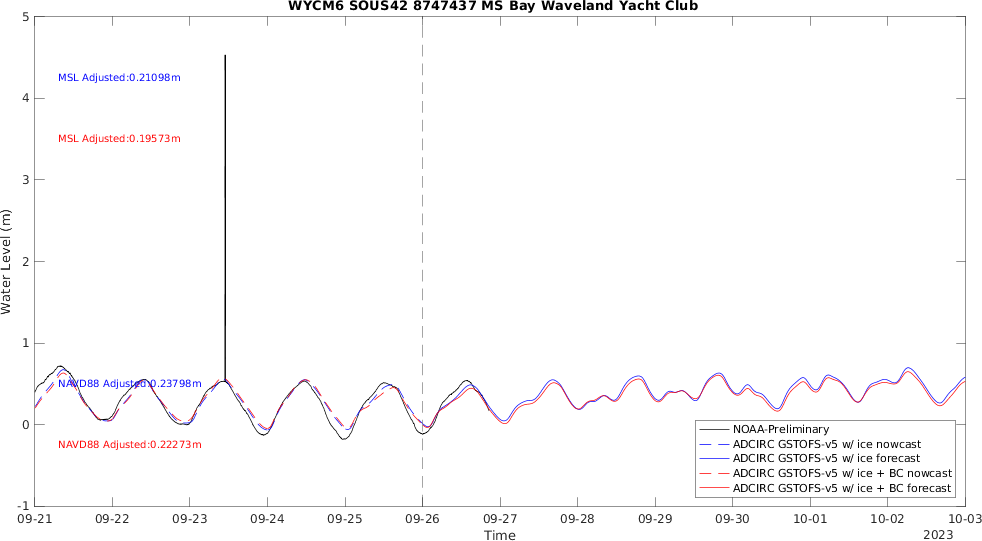 WYCM6 SOUS42 8747437 MS Bay Waveland Yacht Club
5
4
3
2
1
0
-1
Water Level (m)
MSL Adjusted:0.21098m
MSL Adjusted:0.19573m
NAVD88 Adjusted:0.23798m
NAVD88 Adjusted:0.22273m
NOAA-Preliminary
ADCIRC GSTOFS-v5 w/ ice nowcast
ADCIRC GSTOFS-v5 w/ ice forecast
ADCIRC GSTOFS-v5 w/ ice + BC nowcast
ADCIRC GSTOFS-v5 w/ ice + BC forecast
09-21 09-22 09-23 09-24 09-25 09-26 09-27 09-28 09-29 09-30 10-01 10-02 10-03
Time
2023